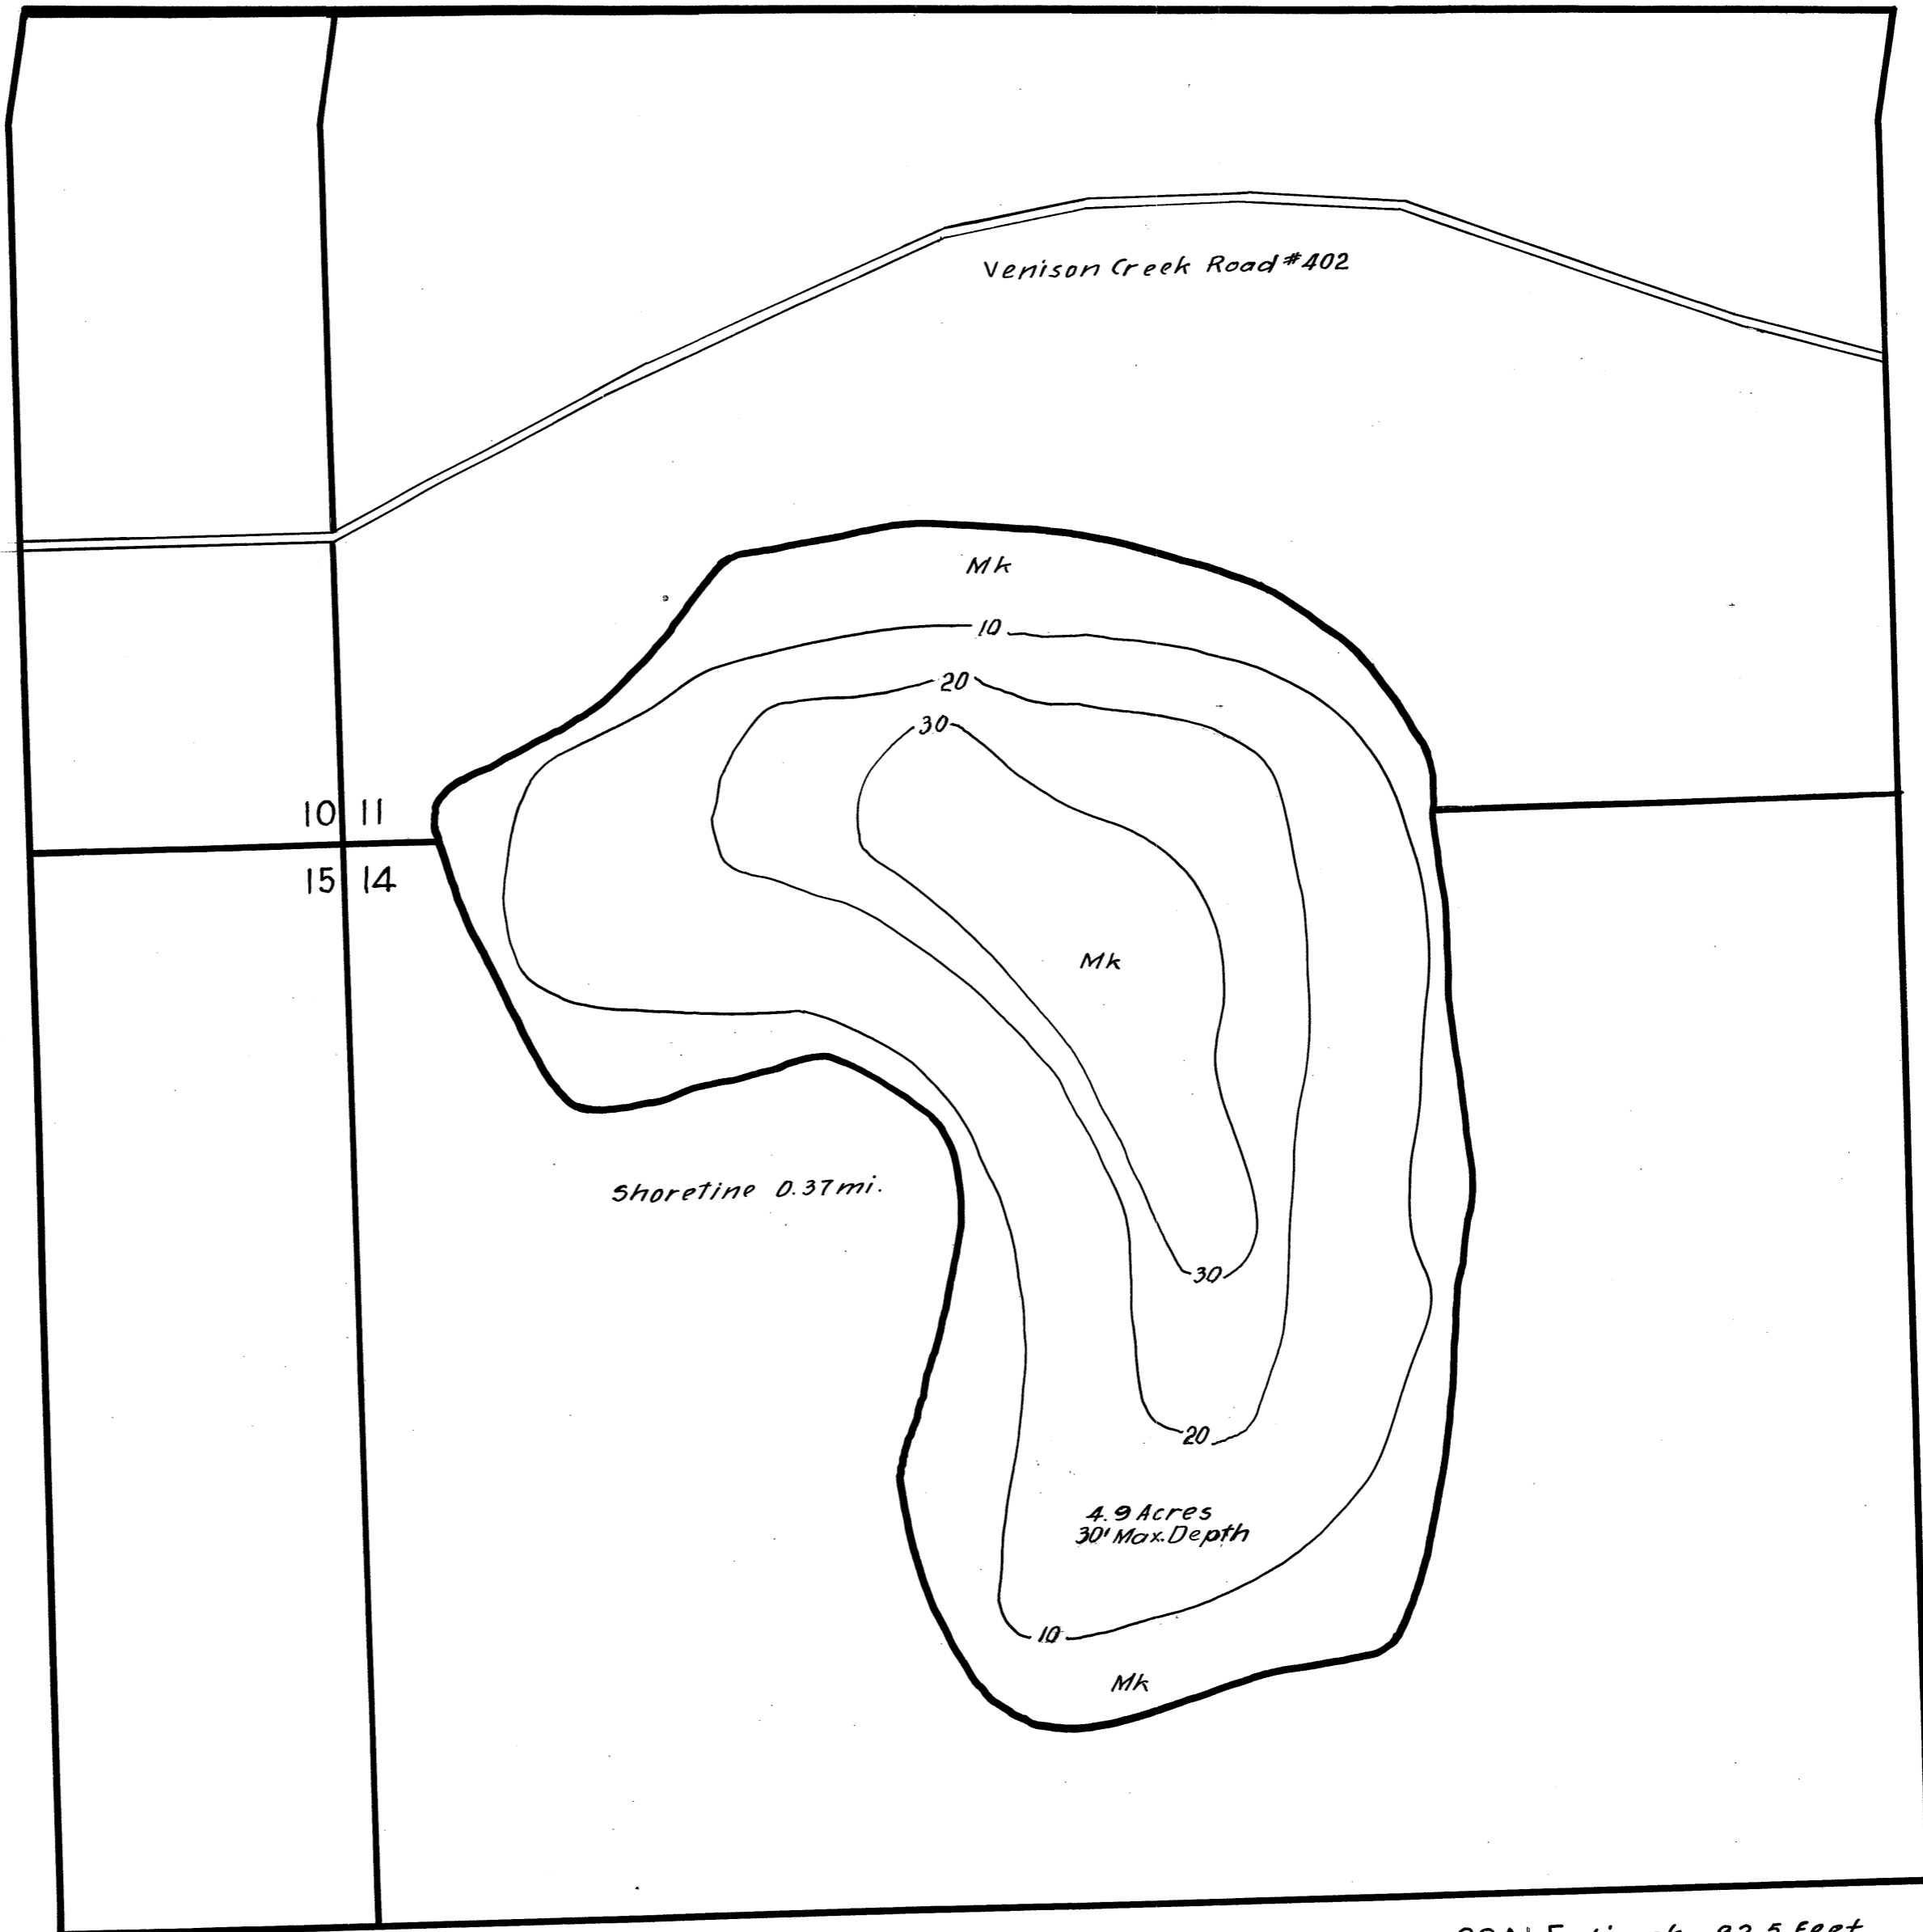 Venison Creek Road #402
Mk
10
20
30
10 11
15 14
Mk
Shoreline 0.37 mi.
30
20
4.9 Acres
30' Max. Depth
10
Mk